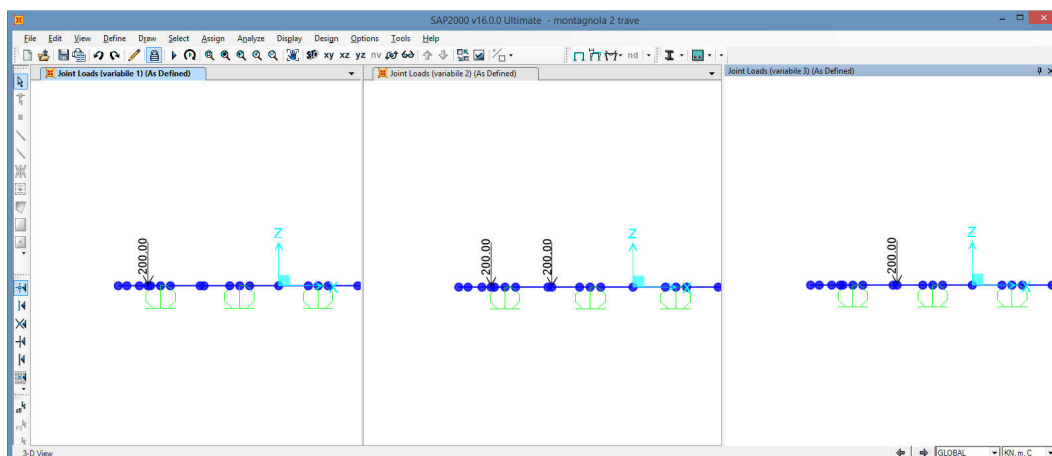 SAP2000 v16.0.0 Ultimate - montagnola 2 trave
File Edit View Define Draw Select Assign Analyze Display Design Options Tools Help
xy xz yz nv nd
Joint Loads (variabile 1) (As Defined)
Joint Loads (variabile 2) (As Defined)
Joint Loads (variabile 3) (As Defined)
Z
200.00
X
Z
200.00
200.00
X
Z
200.00
X
3-D View
GLOBAL
KN, m, C